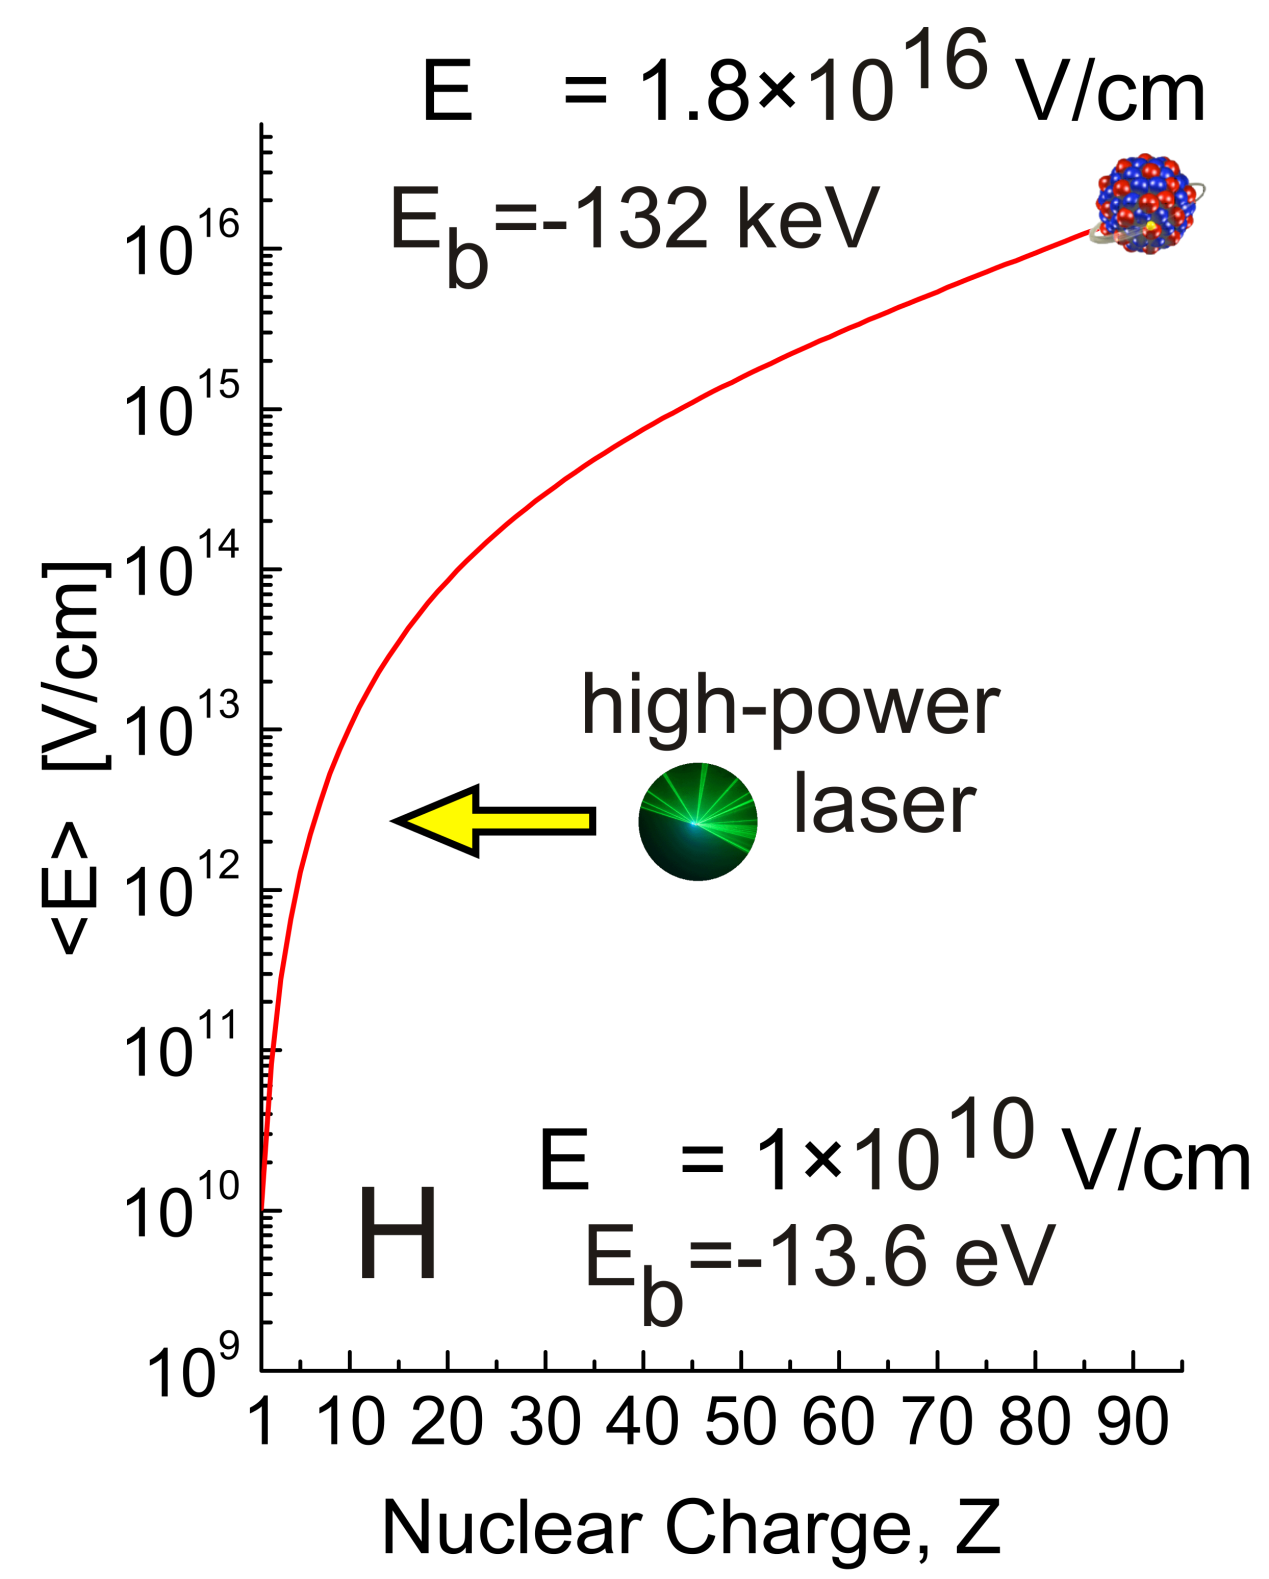 E = 1.8×10^16 V/cm
E_b=-132 keV
10^16
10^15
10^14
10^13
10^12
10^11
10^10
10^9
<E> [V/cm]
high-power
laser
E = 1×10^10 V/cm
H
E_b=-13.6 eV
1 10 20 30 40 50 60 70 80 90
Nuclear Charge, Z